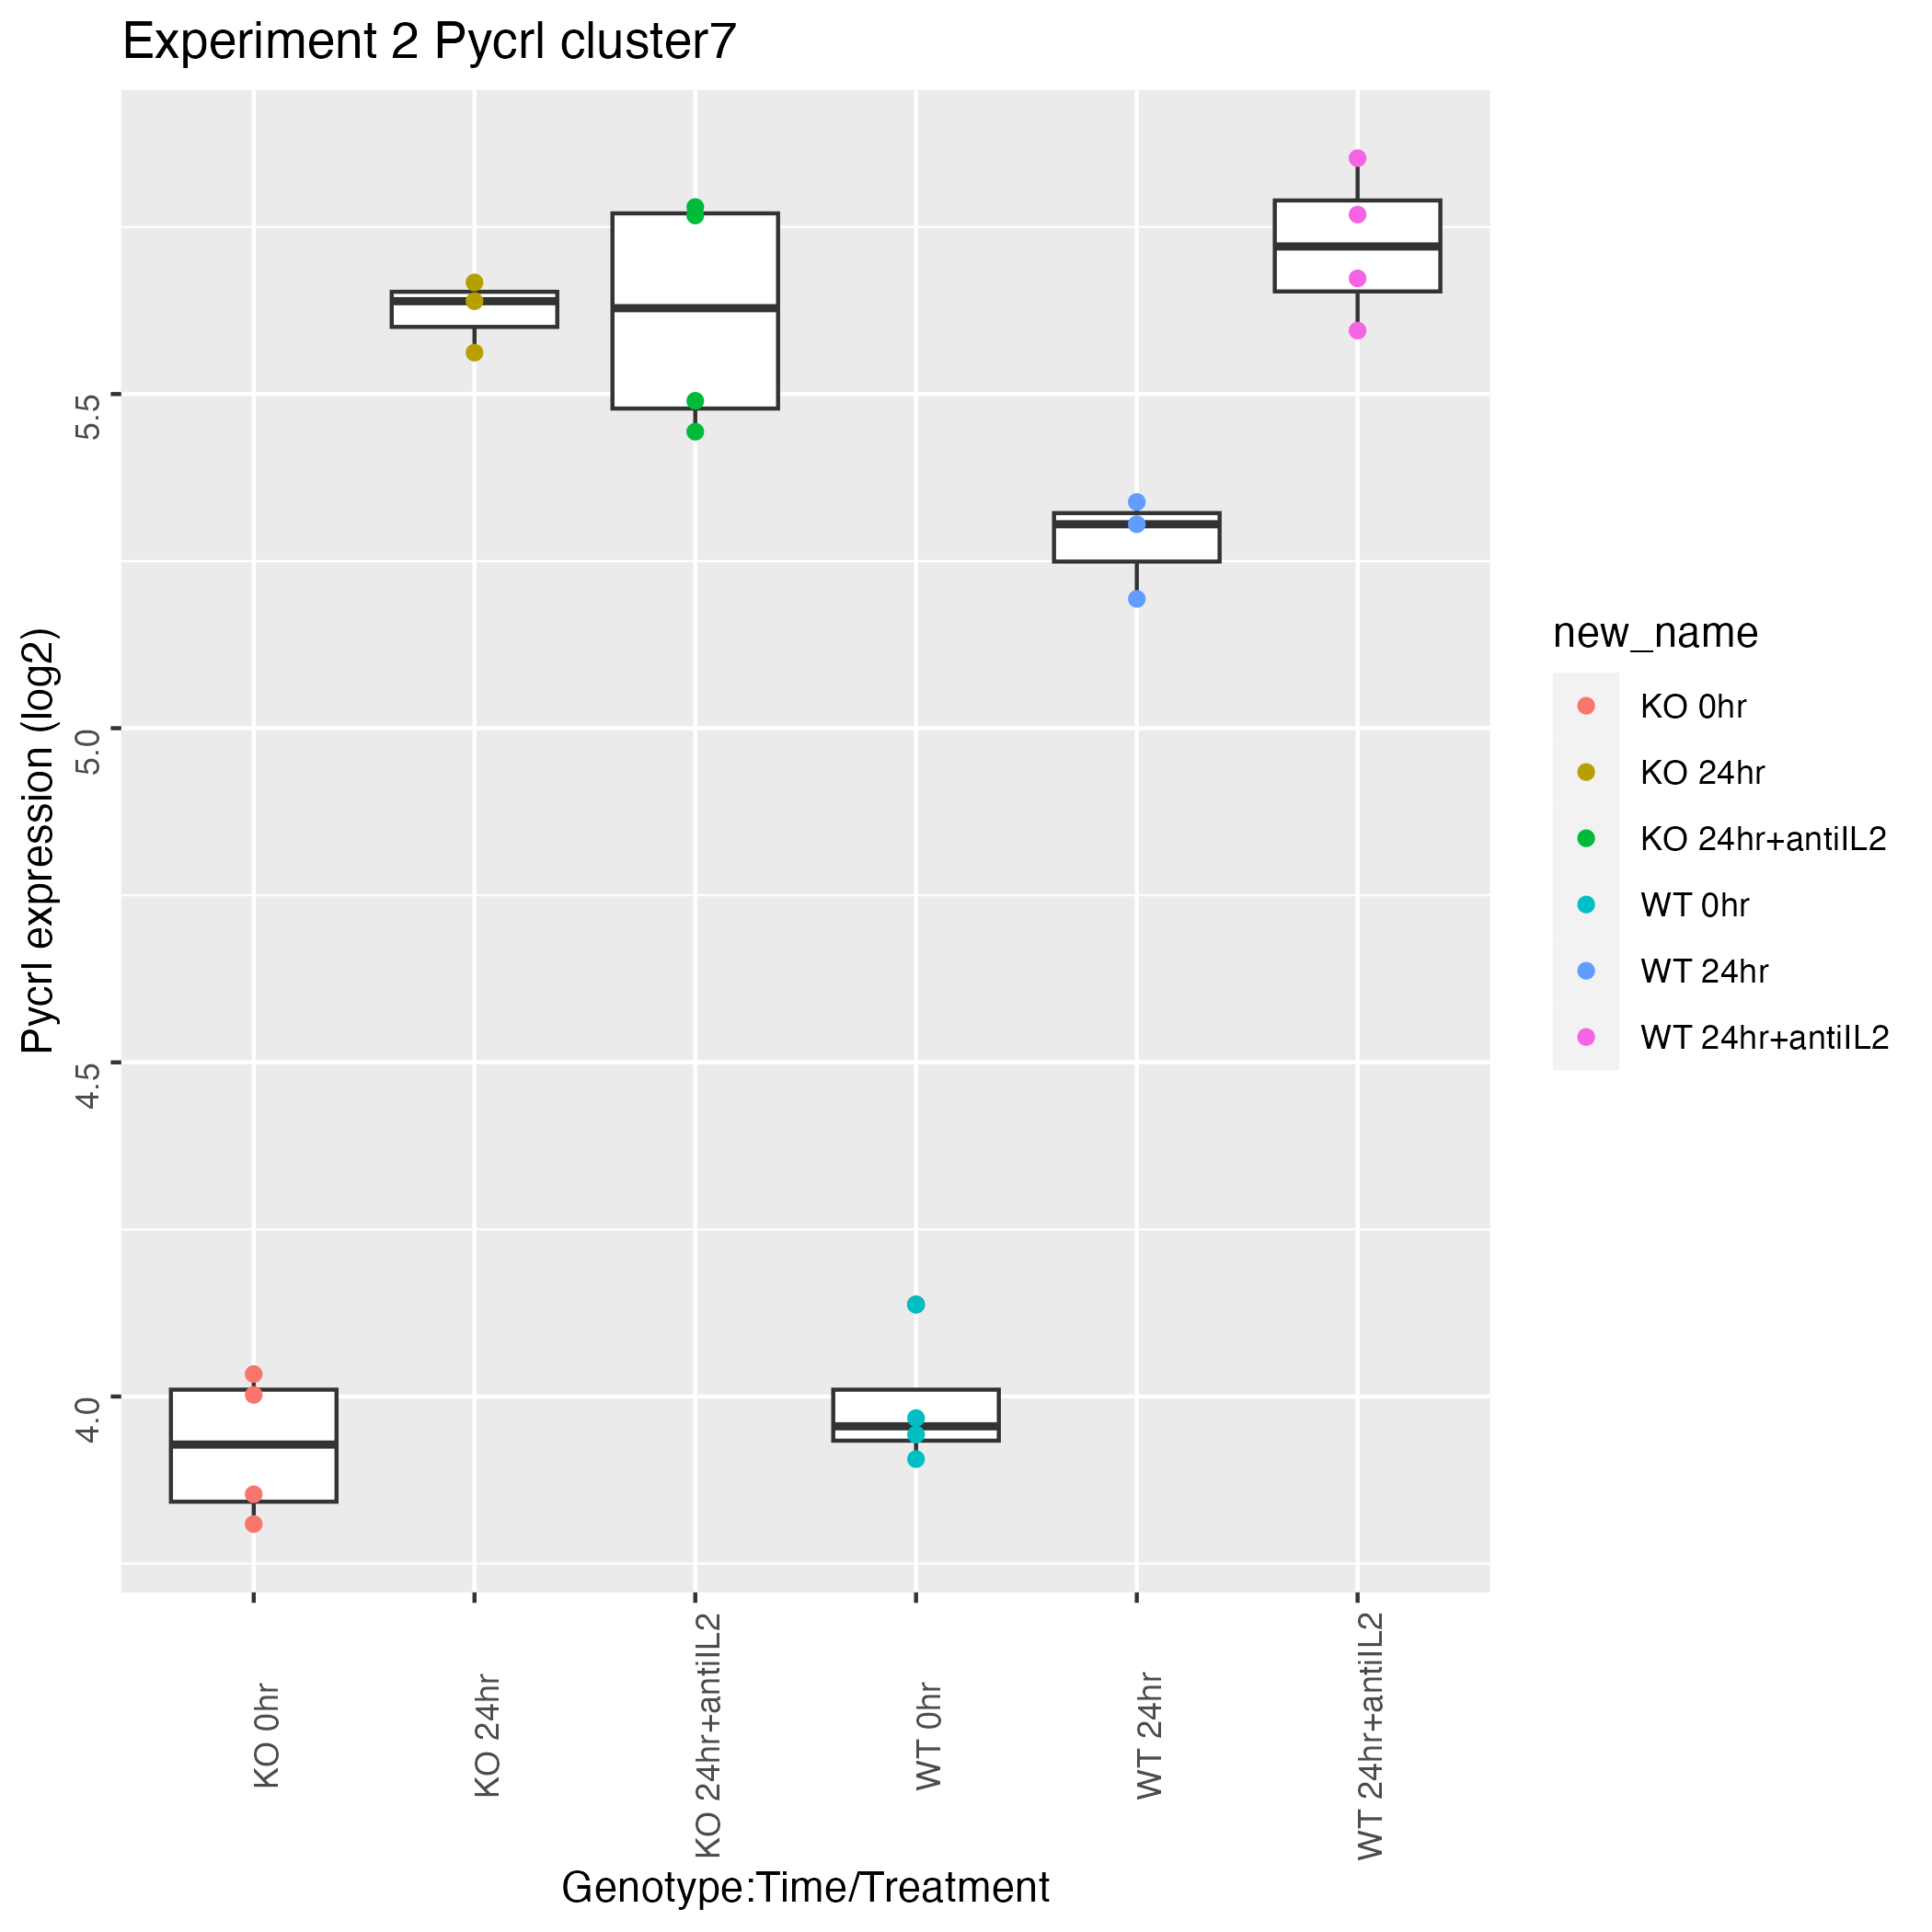 Experiment 2 Pycrl cluster7
Pycrl expression (log2)
5.5
5.0
4.5
4.0
KO 0hr
KO 24hr
KO 24hr+antiIL2
WT 0hr
WT 24hr
WT 24hr+antiIL2
Genotype:Time/Treatment
new_name
KO 0hr
KO 24hr
KO 24hr+antiIL2
WT 0hr
WT 24hr
WT 24hr+antiIL2